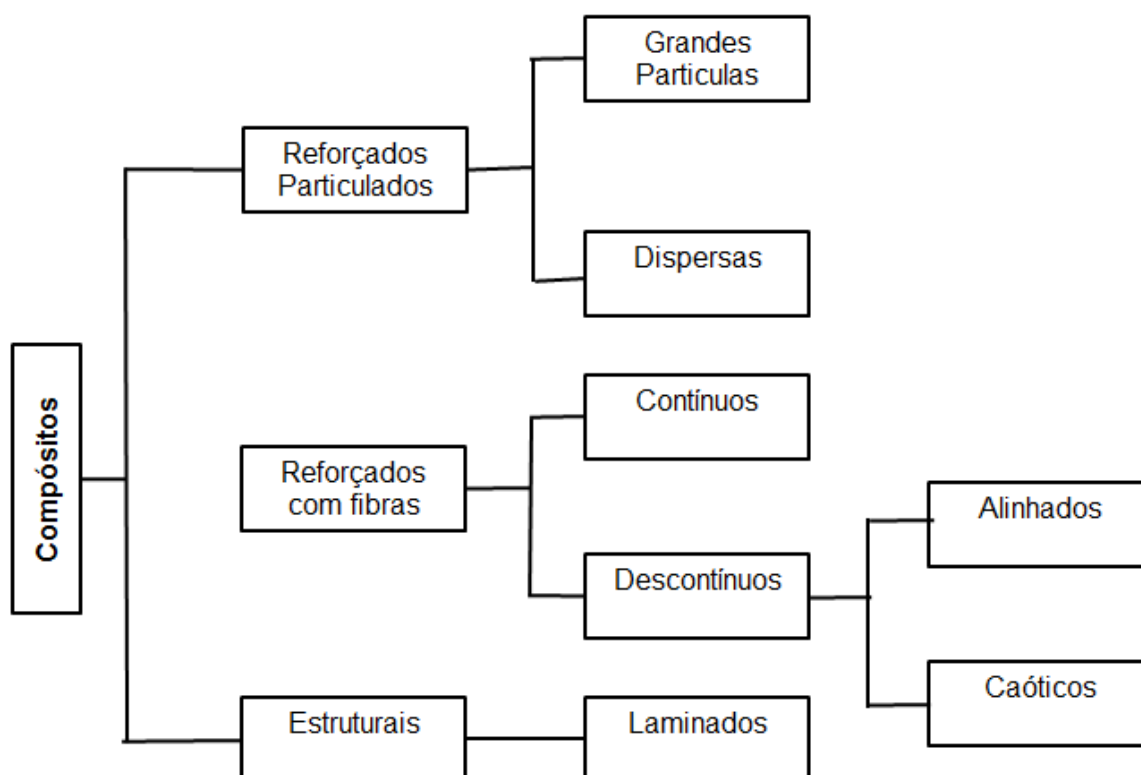 Compósitos
Reforçados
Particulados
Grandes
Particulas
Dispersas
Reforçados
com fibras
Contínuos
Descontínuos
Alinhados
Caóticos
Estruturais
Laminados